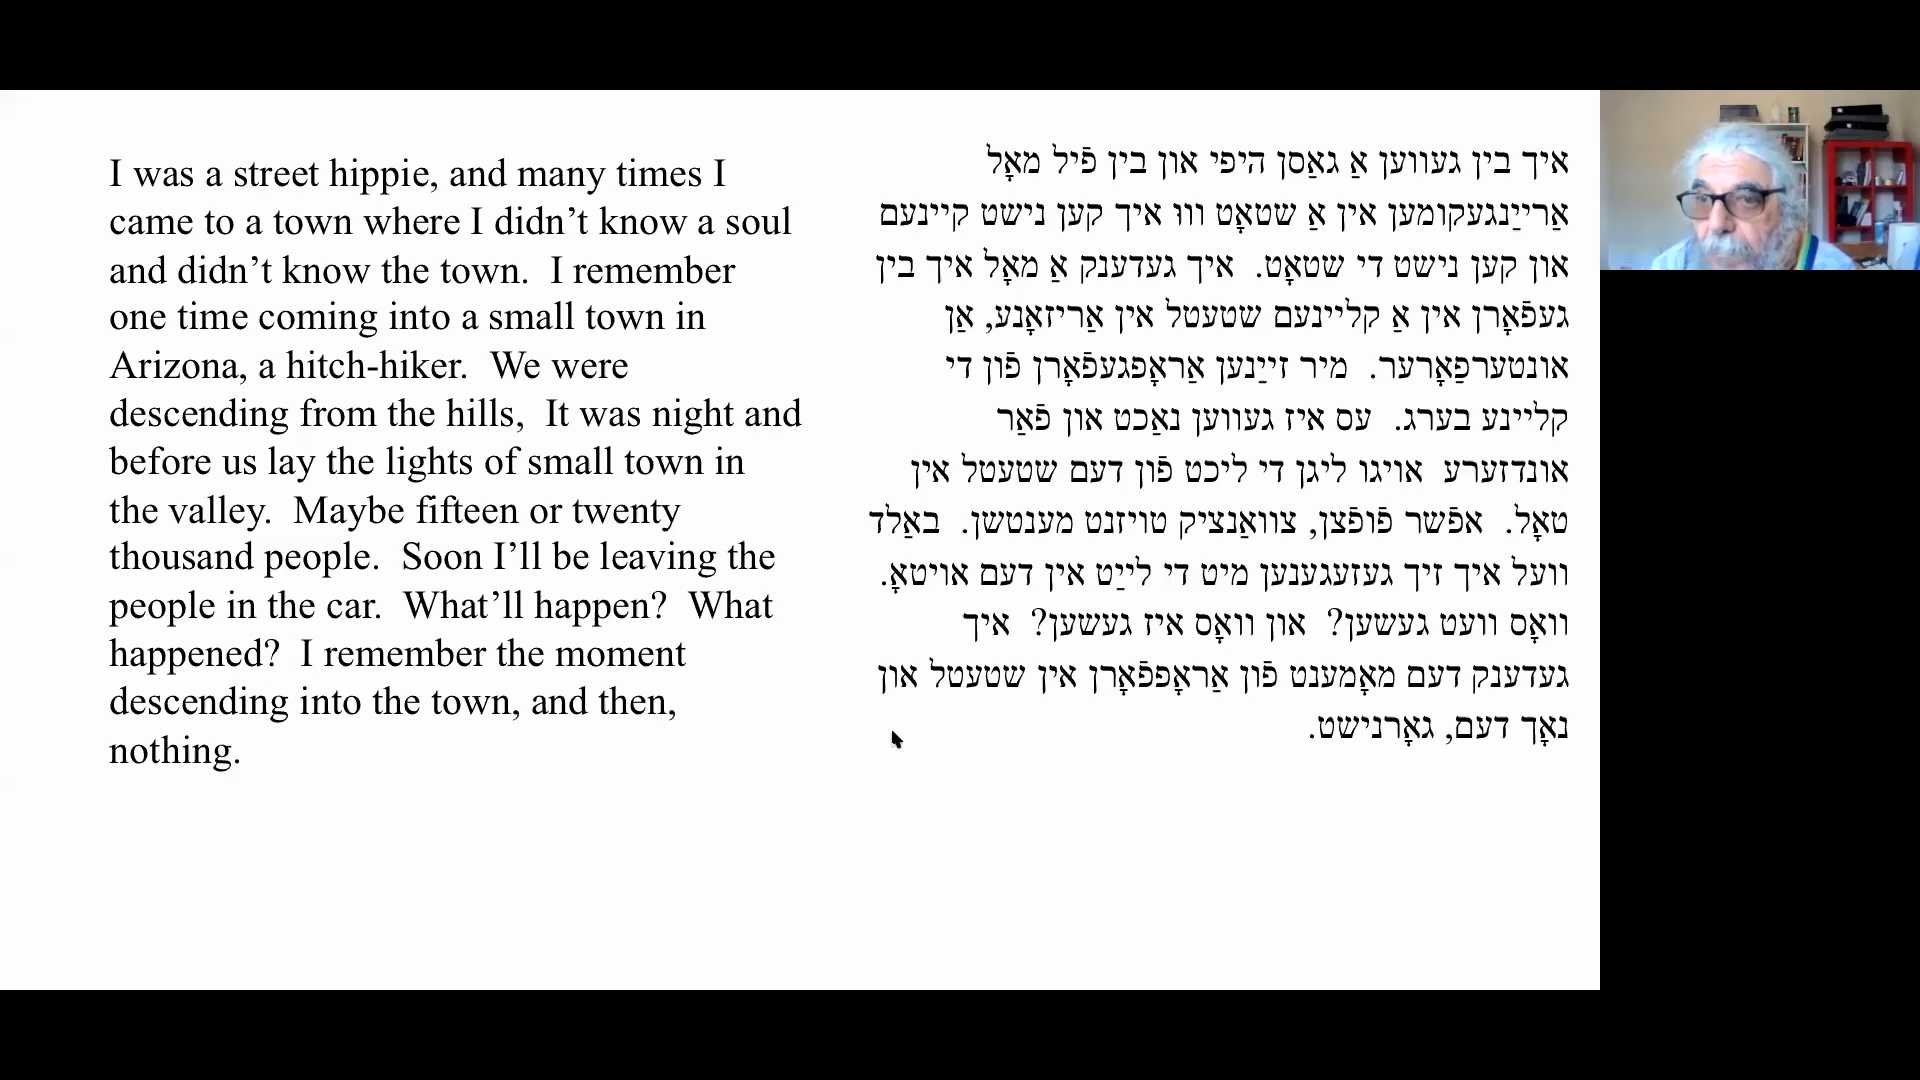 I was a street hippie, and many times I
came to a town where I didn’t know a soul
and didn’t know the town.  I remember
one time coming into a small town in
Arizona, a hitch-hiker.  We were
descending from the hills,  It was night and
before us lay the lights of small town in
the valley.  Maybe fifteen or twenty
thousand people.  Soon I’ll be leaving the
people in the car.  What’ll happen?  What
happened?  I remember the moment
descending into the town, and then,
nothing.
איך בין געווען אַ גאַסן היפּי און בין פֿיל מאָל
אַרײַנגעקומען אין אַ שטאָט וווּ איך קען נישט קיינעם
און קען נישט די שטאָט.  איך געדענק אַ מאָל איך בין
געפֿאָרן אין אַ קליינעם שטעטל אין אַריזאָנע, אַן
אונטערפֿאָרער.  מיר זײַנען אַראָפּגעפֿאָרן פֿון די
קליינע בערג.  עס איז געווען נאַכט און פֿאַר
אונדזערע  אויגו ליגן די ליכט פֿון דעם שטעטל אין
טאָל.  אפֿשר פֿופֿצן, צוואַנציק טויזנט מענטשן.  באַלד
וועל איך זיך געזעגענען מיט די לײַט אין דעם אויטאָ.
וואָס וועט געשען?  און וואָס איז געשען?  איך
געדענק דעם מאָמענט פֿון אַראָפּפֿאָרן אין שטעטל און
נאָך דעם, גאָרנישט.